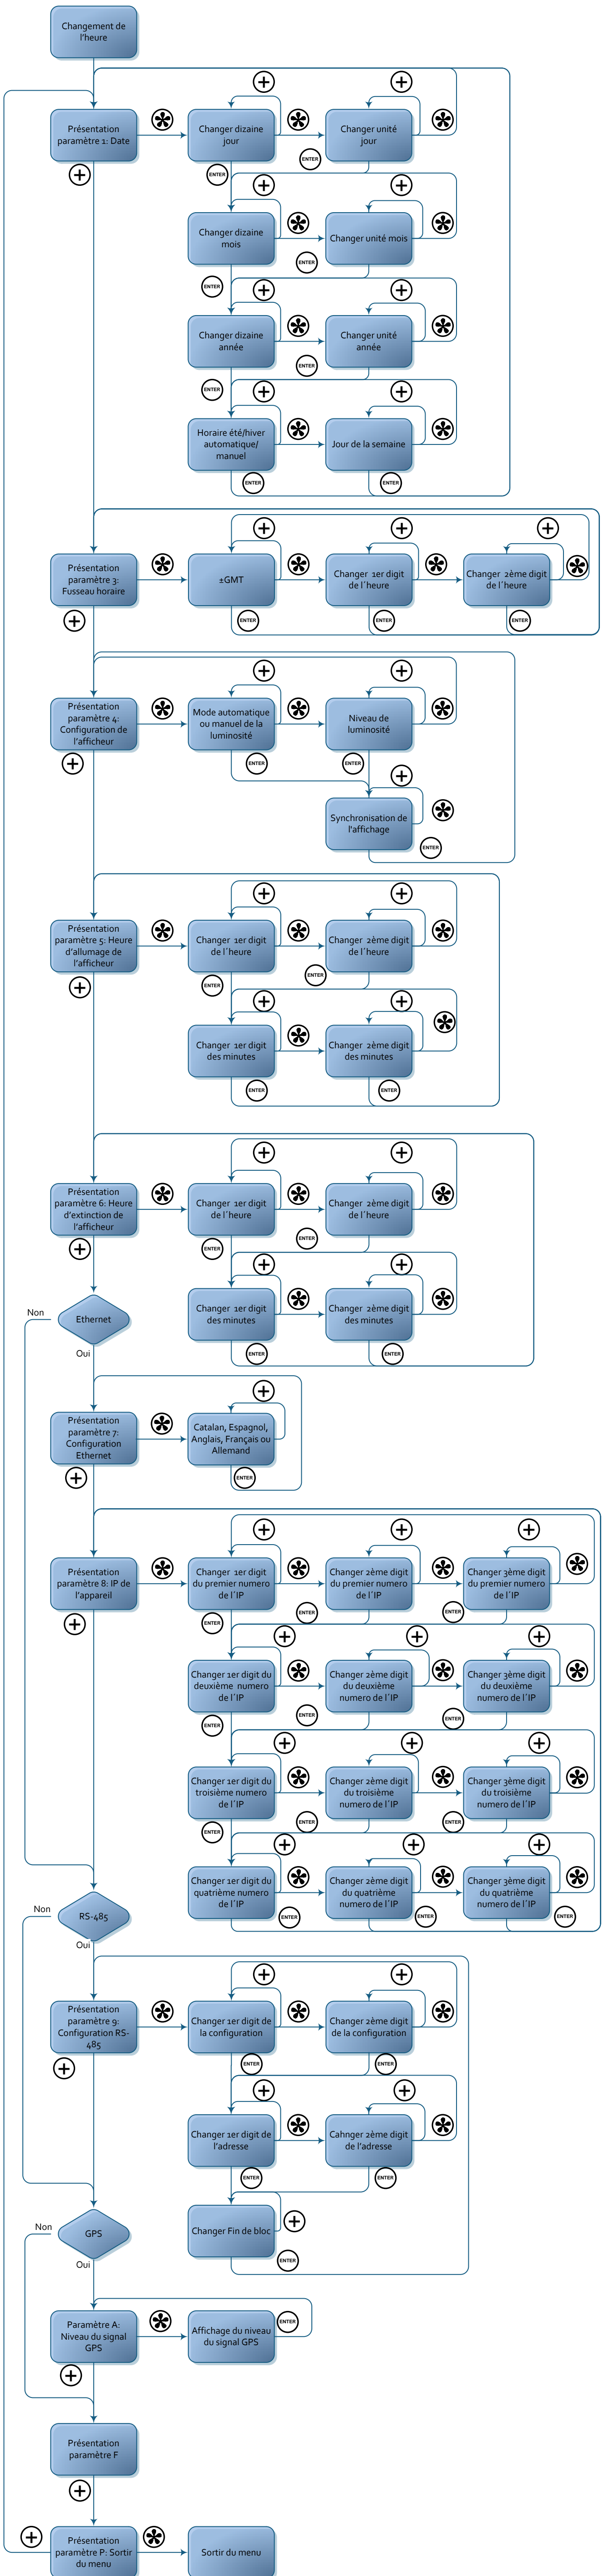 Changement de
l'heure
Présentation
paramètre 1: Date
Changer dizaine
jour
Changer unité
jour
ENTER
ENTER
Changer dizaine
mois
Changer unité mois
ENTER
ENTER
Changer dizaine
année
Changer unité
année
ENTER
ENTER
Horaire été/hiver
automatique/
manuel
Jour de la semaine
ENTER
ENTER
Présentation
paramètre 3:
Fusseau horaire
±GMT
Changer 1er digit
de l´heure
Changer 2ème digit
de l´heure
ENTER
ENTER
ENTER
Présentation
paramètre 4:
Configuration de
l'afficheur
Mode automatique
ou manuel de la
luminosité
Niveau de
luminosité
ENTER
ENTER
Synchronisation de
l'affichage
ENTER
Présentation
paramètre 5: Heure
d'allumage de
l'afficheur
Changer 1er digit
de l´heure
Changer 2ème digit
de l´heure
ENTER
ENTER
Changer 1er digit
des minutes
Changer 2ème digit
des minutes
ENTER
ENTER
Présentation
paramètre 6: Heure
d'extinction de
l'afficheur
Changer 1er digit
de l´heure
Changer 2ème digit
de l´heure
ENTER
ENTER
Changer 1er digit
des minutes
Changer 2ème digit
des minutes
ENTER
ENTER
Non
Ethernet
Oui
Présentation
paramètre 7:
Configuration
Ethernet
Catalan, Espagnol,
Anglais, Français ou
Allemand
ENTER
Présentation
paramètre 8: IP de
l'appareil
Changer 1er digit
du premier numero
de l´IP
Changer 2ème digit
du premier numero
de l´IP
Changer 3ème digit
du premier numero
de l´IP
ENTER
ENTER
ENTER
Changer 1er digit du
deuxième numero
de l´IP
Changer 2ème digit
du deuxième
numero de l´IP
Changer 3ème digit
du deuxième
numero de l´IP
ENTER
ENTER
ENTER
Changer 1er digit du
troisième numero
de l´IP
Changer 2ème digit
du troisième
numero de l´IP
Changer 3ème digit
du troisième
numero de l´IP
ENTER
ENTER
ENTER
Changer 1er digit du
quatrième numero
de l´IP
Changer 2ème digit
du quatrième
numero de l´IP
Changer 3ème digit
du quatrième
numero de l´IP
ENTER
ENTER
ENTER
Non
RS-485
Oui
Présentation
paramètre 9:
Configuration RS-
485
Changer 1er digit de
la configuration
Changer 2ème digit
de la configuration
ENTER
ENTER
Changer 1er digit de
l'adresse
Cahnger 2ème digit
de l'adresse
ENTER
ENTER
Changer Fin de bloc
ENTER
Non
GPS
Oui
Paramètre A:
Niveau du signal
GPS
Affichage du niveau
du signal GPS
ENTER
Présentation
paramètre F
Présentation
paramètre P: Sortir
du menu
Sortir du menu